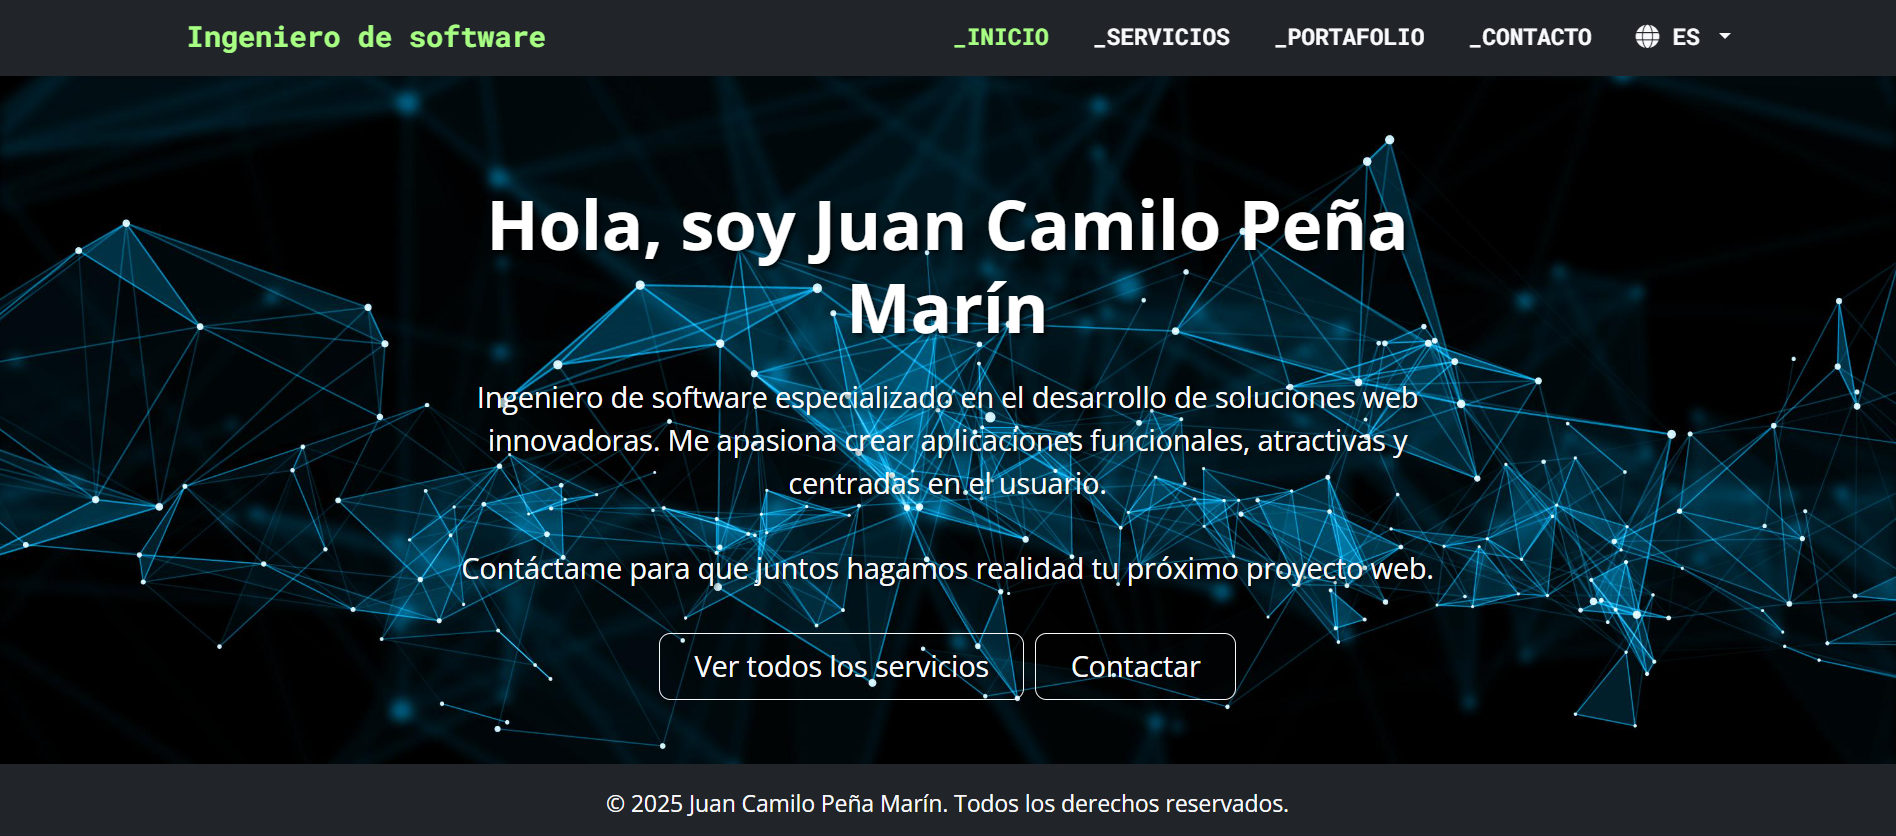 Ingeniero de software
_INICIO _SERVICIOS _PORTAFOLIO _CONTACTO ES
Hola, soy Juan Camilo Peña
Marín
Ingeniero de software especializado en el desarrollo de soluciones web
innovadoras. Me apasiona crear aplicaciones funcionales, atractivas y
centradas en el usuario.
Contáctame para que juntos hagamos realidad tu próximo proyecto web.
Ver todos los servicios
Contactar
© 2025 Juan Camilo Peña Marín. Todos los derechos reservados.